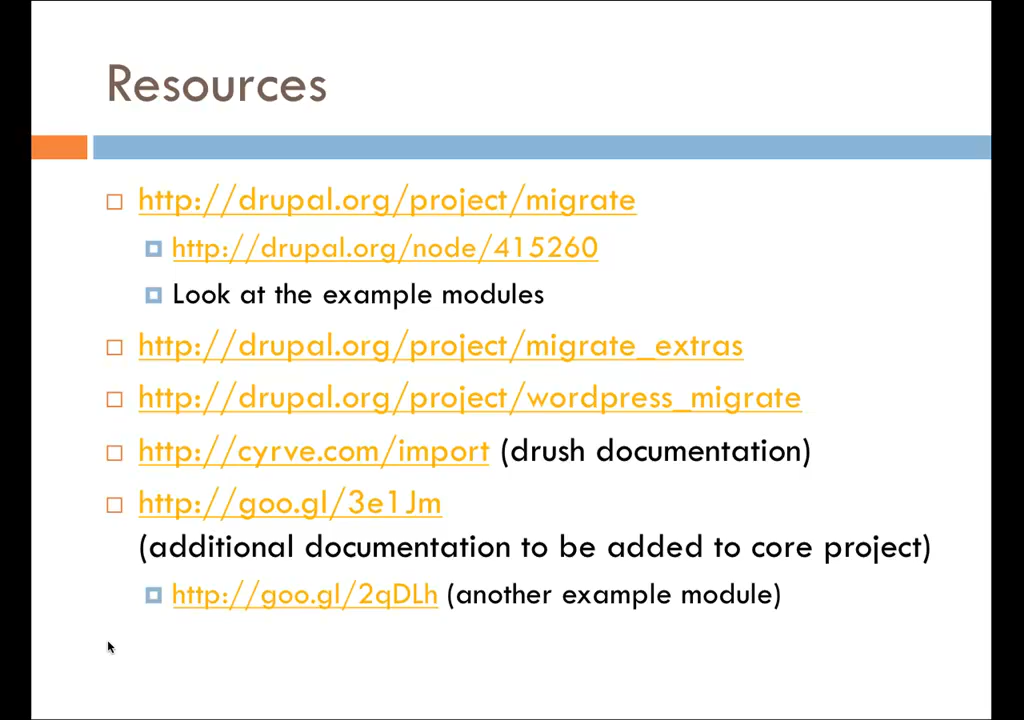 Resources
http://drupal.org/project/migrate
http://drupal.org/node/415260
Look at the example modules
http://drupal.org/project/migrate_extras
http://drupal.org/project/wordpress_migrate
http://cyrve.com/import (drush documentation)
http://goo.gl/3e1Jm
(additional documentation to be added to core project)
http://goo.gl/2qDLh (another example module)